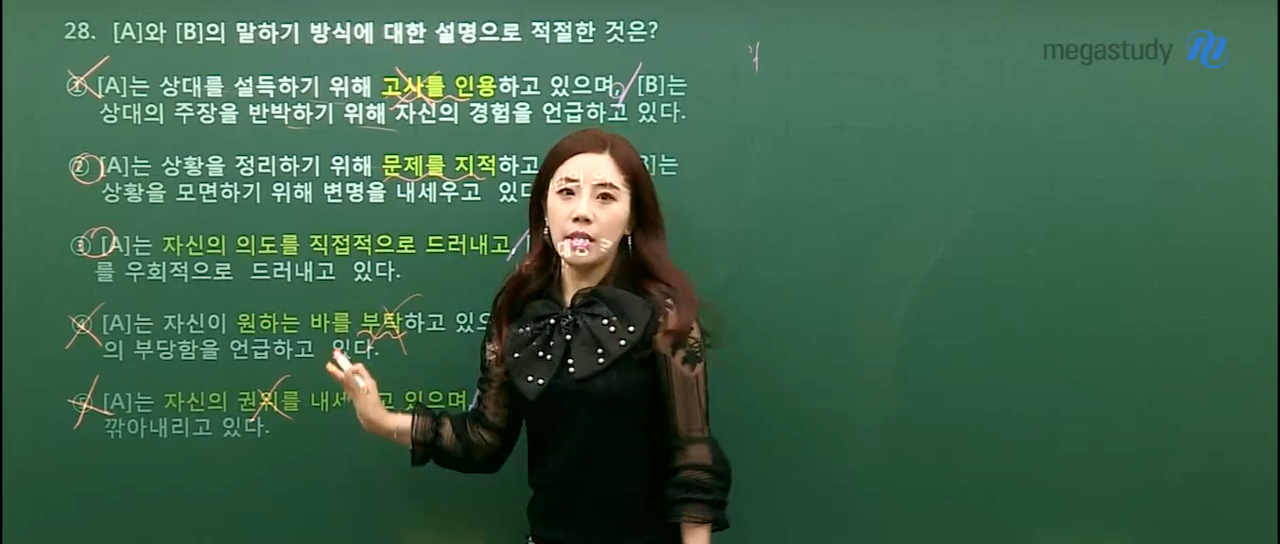 28. [A]와 [B]의 말하기 방식에 대한 설명으로 적절한 것은?
megastudy
① [A]는 상대를 설득하기 위해 고사를 인용하고 있으며, [B]는
상대의 주장을 반박하기 위해 자신의 경험을 언급하고 있다.
② [A]는 상황을 정리하기 위해 문제를 지적하고 B]는
상황을 모면하기 위해 변명을 내세우고 있
③ [A]는 자신의 의도를 직접적으로 드러내고,
를 우회적으로 드러내고 있다.
④ [A]는 자신이 원하는 바를 부탁하고 있으
의 부당함을 언급하고 있다.
⑤ [A]는 자신의 권위를 내세 고 있으며,
깎아내리고 있다.